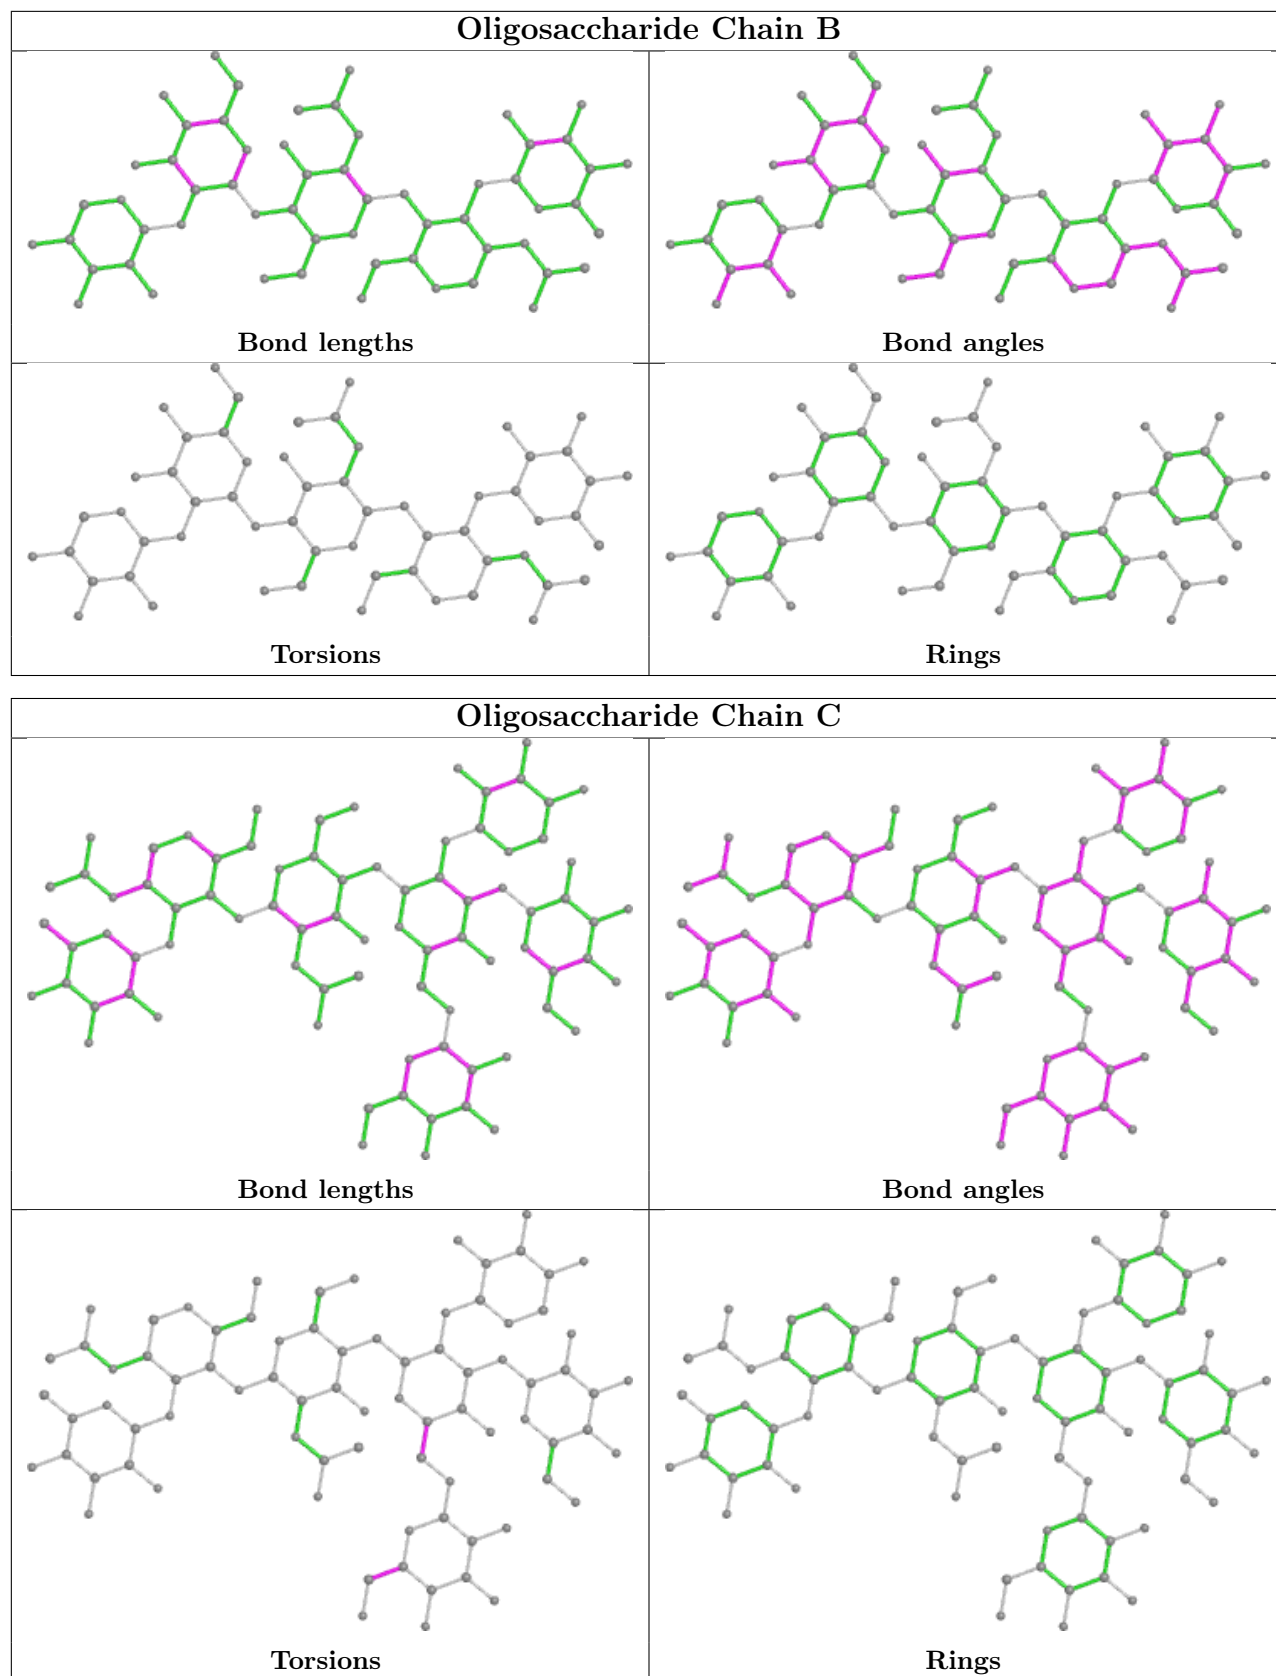 Oligosaccharide Chain B
Bond lengths
Bond angles
Torsions
Rings
Oligosaccharide Chain C
Bond lengths
Bond angles
Torsions
Rings